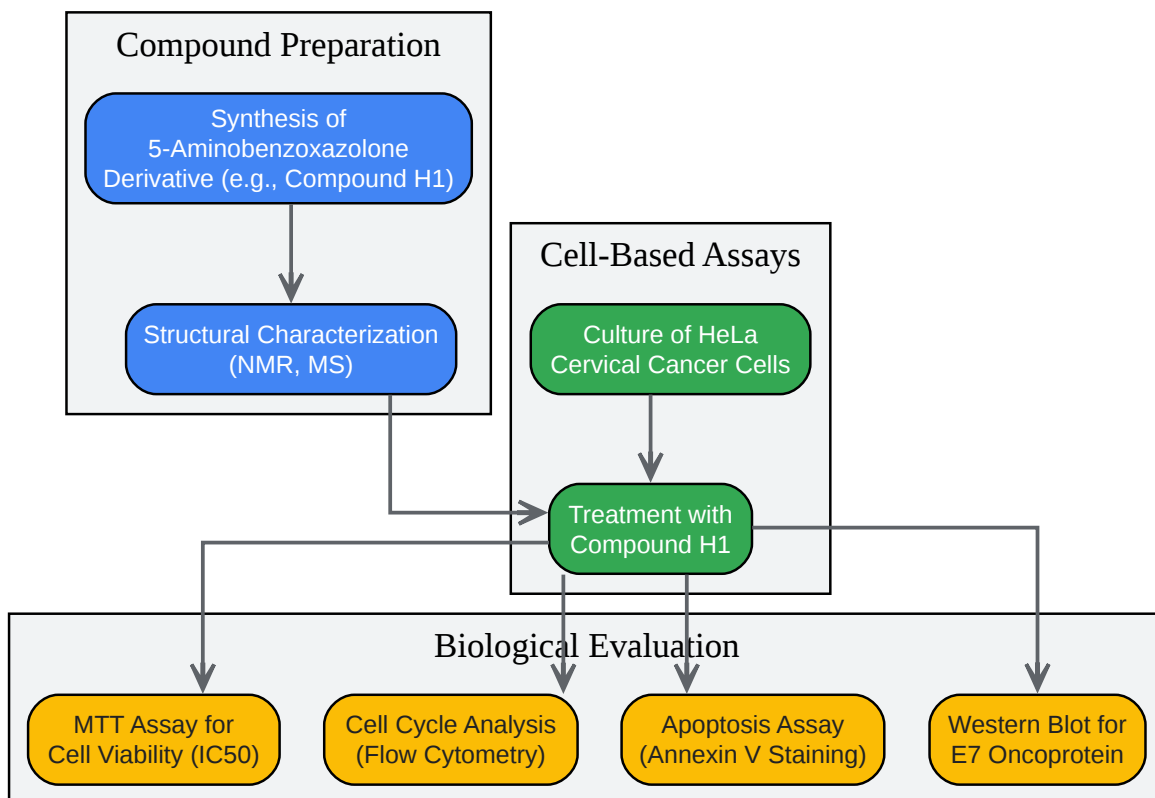 Compound Preparation
Synthesis of
5-Aminobenzoxazolone
Derivative (e.g., Compound H1)
Structural Characterization
(NMR, MS)
Cell-Based Assays
Culture of HeLa
Cervical Cancer Cells
Treatment with
Compound H1
Biological Evaluation
MTT Assay for
Cell Viability (IC50)
Cell Cycle Analysis
(Flow Cytometry)
Apoptosis Assay
(Annexin V Staining)
Western Blot for
E7 Oncoprotein